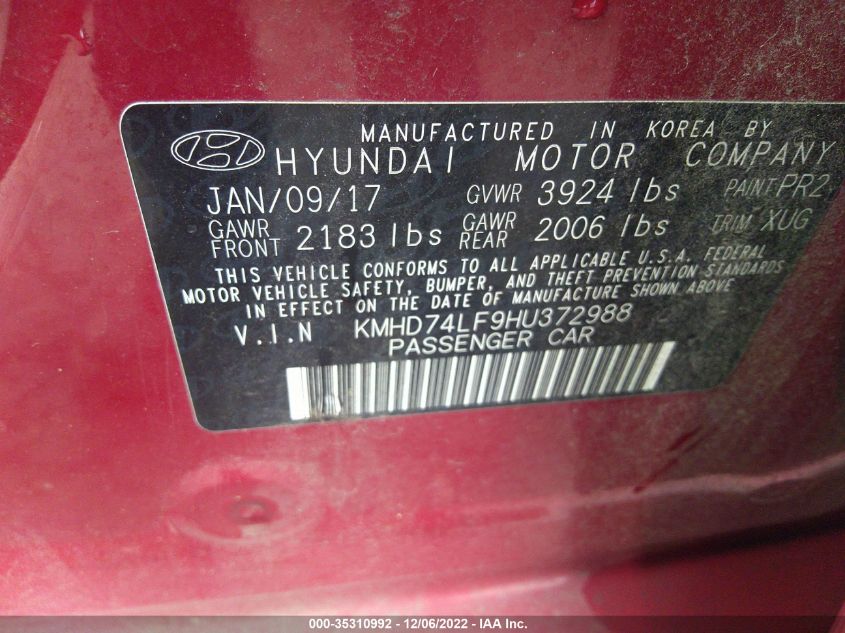 MANUFACTURED IN KOREA BY
HYUNDAI MOTOR COMPANY
JAN/09/17 GVWR 3924 lbs PAINT PR2
GAWR FRONT 2183 lbs GAWR REAR 2006 lbs TRIM XUG
THIS VEHICLE CONFORMS TO ALL APPLICABLE U.S.A. FEDERAL
MOTOR VEHICLE SAFETY, BUMPER, AND THEFT PREVENTION STANDARDS
IN EFFECT ON THE DATE OF MANUFACTURE SHOWN ABOVE
V.I.N KMHD74LF9HU372988
PASSENGER CAR
000-35310992 - 12/06/2022 - IAA Inc.